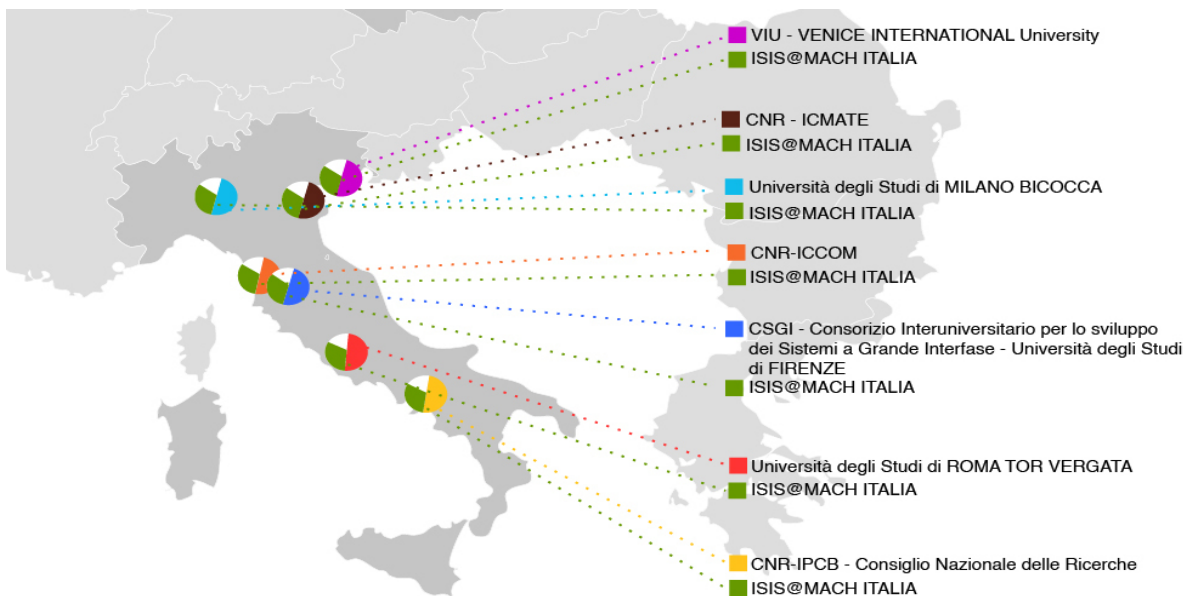 VIU - VENICE INTERNATIONAL University
ISIS@MACH ITALIA
CNR - ICMATE
ISIS@MACH ITALIA
Università degli Studi di MILANO BICOCCA
ISIS@MACH ITALIA
CNR-ICCOM
ISIS@MACH ITALIA
CSGI - Consorizio Interuniversitario per lo sviluppo
dei Sistemi a Grande Interfase - Università degli Studi
di FIRENZE
ISIS@MACH ITALIA
Università degli Studi di ROMA TOR VERGATA
ISIS@MACH ITALIA
CNR-IPCB - Consiglio Nazionale delle Ricerche
ISIS@MACH ITALIA